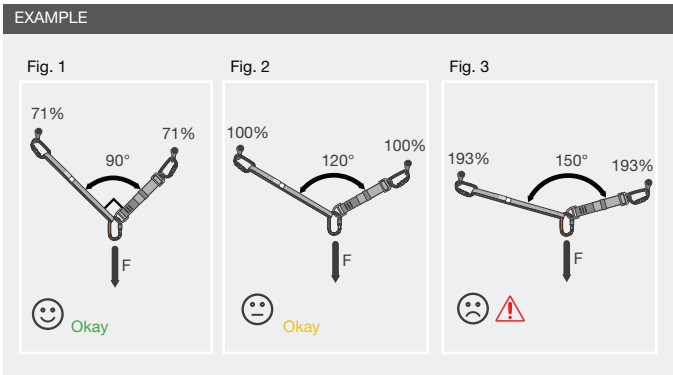 EXAMPLE
Fig. 1
71%
71%
90°
F
Okay
Fig. 2
100%
100%
120°
F
Okay
Fig. 3
193%
150°
193%
F